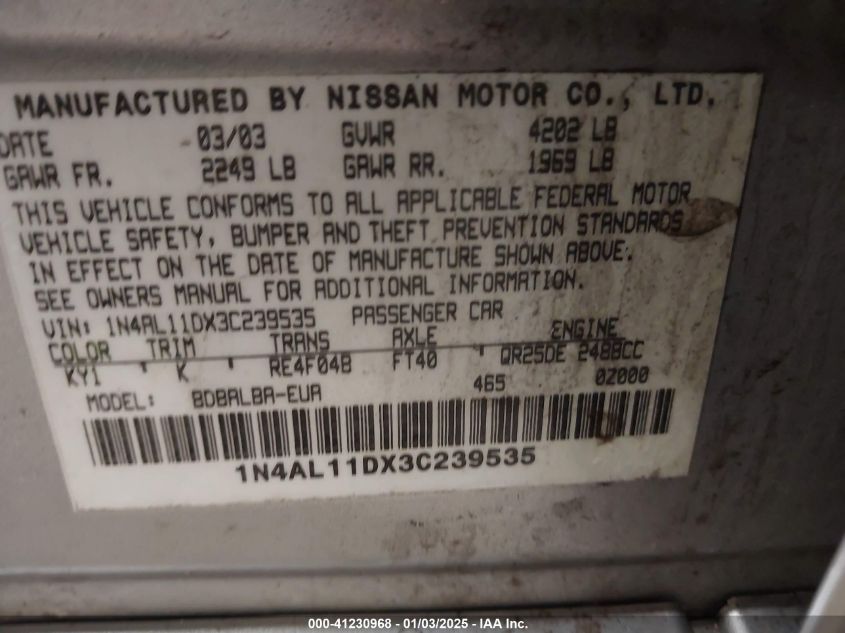 MANUFACTURED BY NISSAN MOTOR CO., LTD.
DATE 03/03 GVWR 4202 LB
GAWR FR. 2249 LB GAWR RR. 1969 LB
THIS VEHICLE CONFORMS TO ALL APPLICABLE FEDERAL MOTOR
VEHICLE SAFETY, BUMPER AND THEFT PREVENTION STANDARDS
IN EFFECT ON THE DATE OF MANUFACTURE SHOWN ABOVE.
SEE OWNERS MANUAL FOR ADDITIONAL INFORMATION.
VIN: 1N4AL11DX3C239535 PASSENGER CAR
COLOR TRIM TRANS AXLE ENGINE
KY1 K RE4F04B FT40 QR25DE 2488CC
MODEL: BDBALBA-EUA 465 02000
1N4AL11DX3C239535
000-41230968 - 01/03/2025 - IAA Inc.